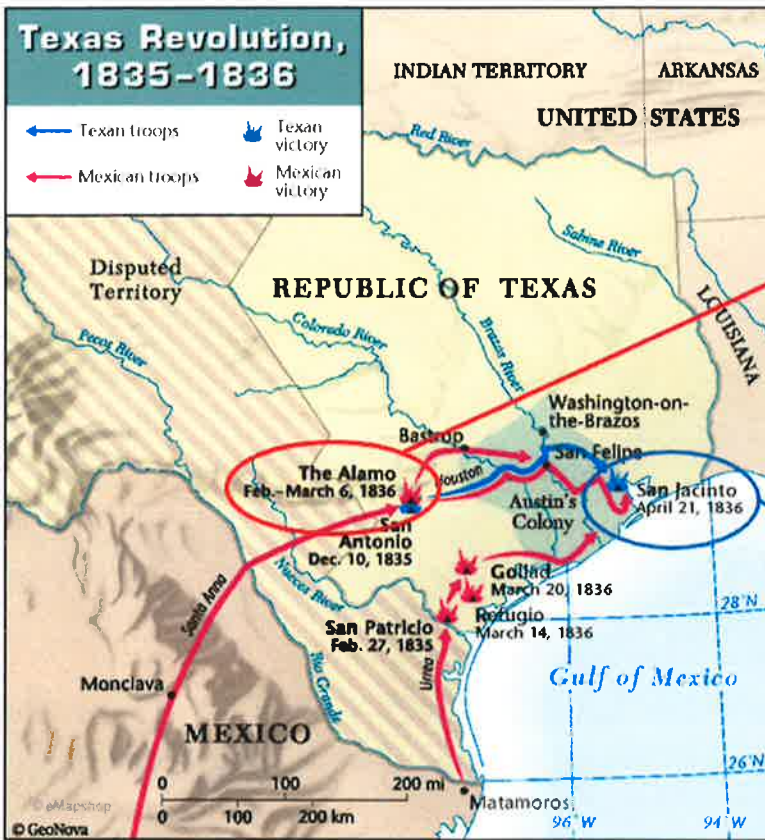 Texas Revolution,
1835–1836
Texan troops
Texan
victory
Mexican troops
Mexican
victory
INDIAN TERRITORY
ARKANSAS
UNITED STATES
Red River
Sabine River
Disputed
Territory
REPUBLIC OF TEXAS
LOUISIANA
Colorado River
Brazos River
Pecos River
Washington-on-
the-Brazos
Bastrop
San Felipe
The Alamo
Feb.–March 6, 1836
Houston
San Jacinto
April 21, 1836
Austin's
Colony
San
Antonio
Dec. 10, 1835
Goliad
March 20, 1836
Nueces River
Santa Anna
San Patricio
Feb. 27, 1835
Refugio
March 14, 1836
28°N
Urrea
Rio Grande
Monclava
Gulf of Mexico
MEXICO
26°N
0 100 200 mi
0 100 200 km
Matamoros
96°W
94°W
© eMapshop
© GeoNova